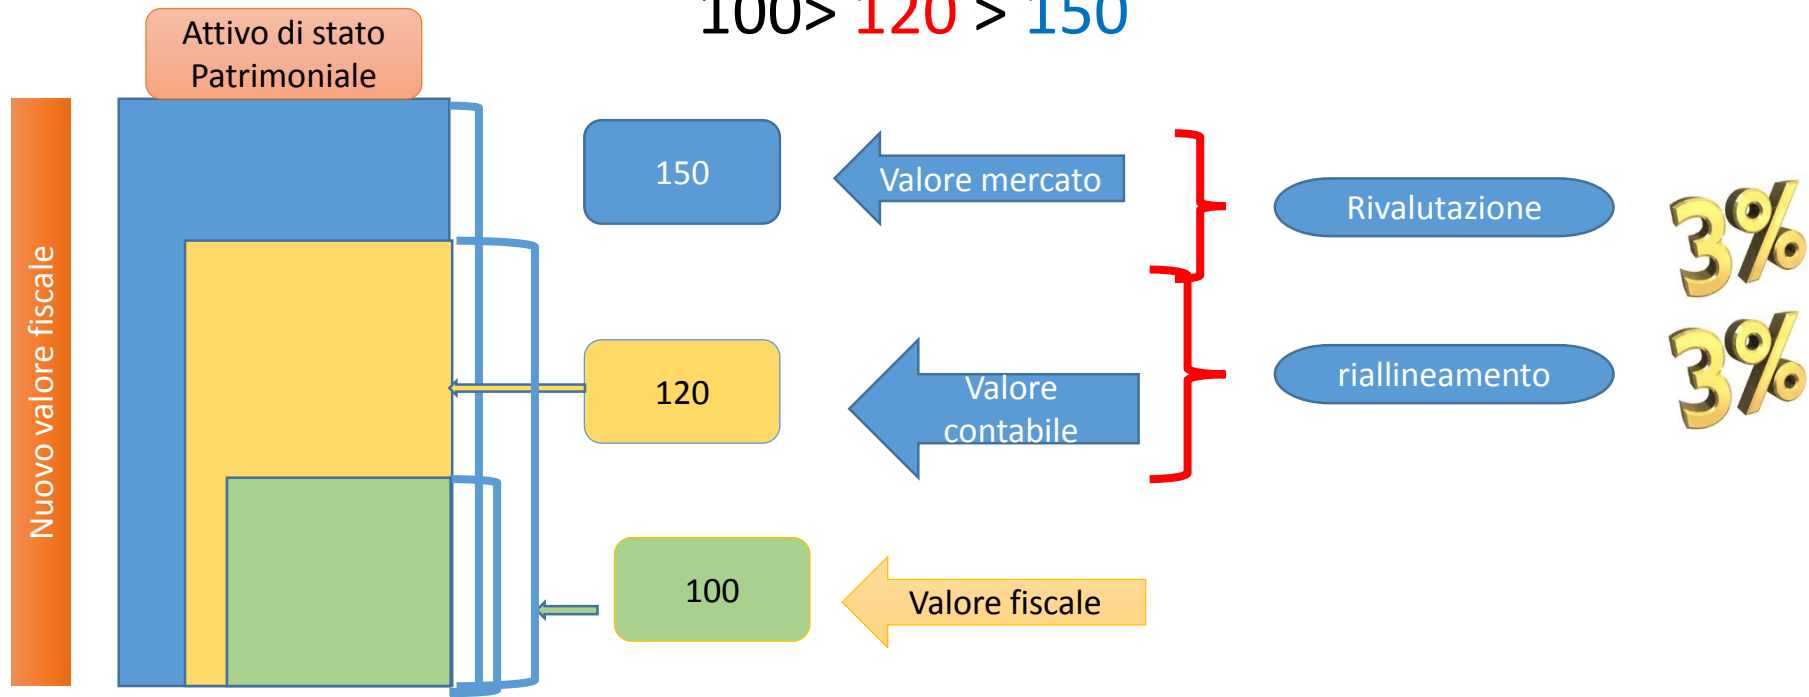 100> 120 > 150
Attivo di stato
Patrimoniale
Nuovo valore fiscale
150
Valore mercato
Rivalutazione
3%
120
Valore
contabile
riallineamento
3%
100
Valore fiscale